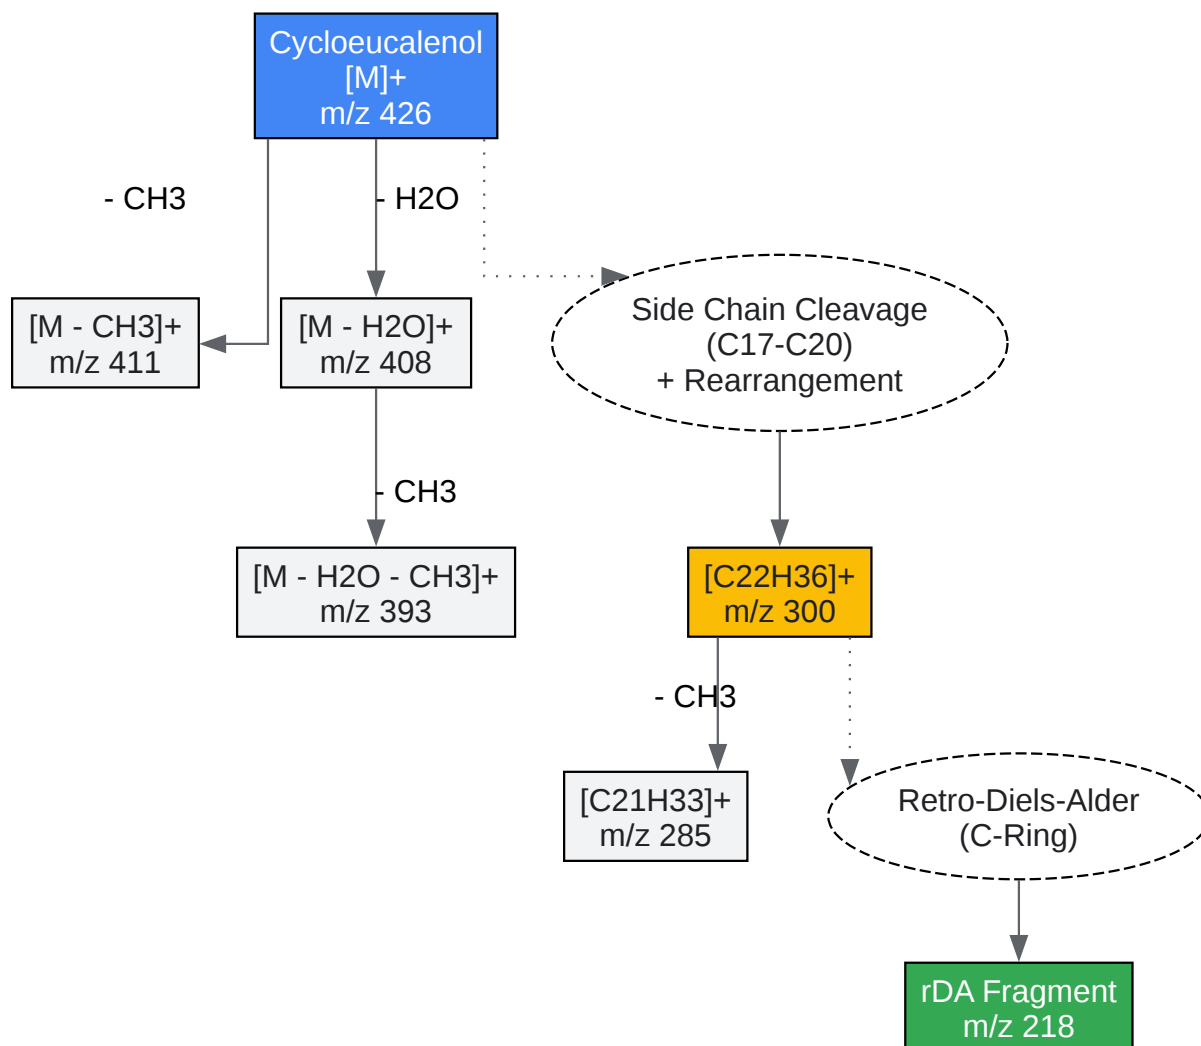 Cycloeucalenol
[M]+
m/z 426
- CH3
- H2O
[M - CH3]+
m/z 411
[M - H2O]+
m/z 408
Side Chain Cleavage
(C17-C20)
+ Rearrangement
- CH3
[M - H2O - CH3]+
m/z 393
[C22H36]+
m/z 300
- CH3
[C21H33]+
m/z 285
Retro-Diels-Alder
(C-Ring)
rDA Fragment
m/z 218